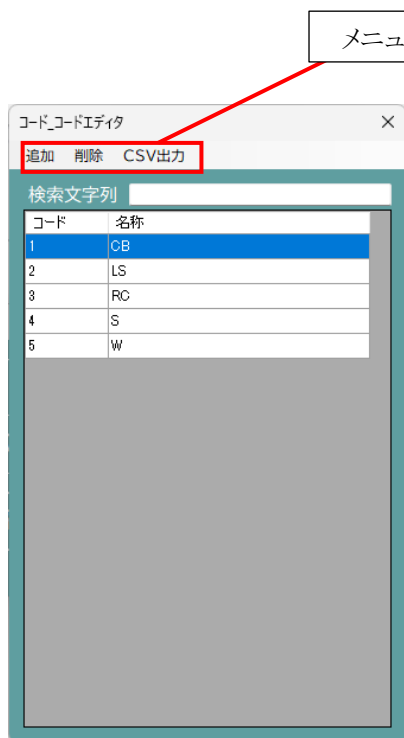 メニュ
コード_コードエディタ
追加 削除 CSV出力
検索文字列
コード 名称
1 CB
2 LS
3 RC
4 S
5 W